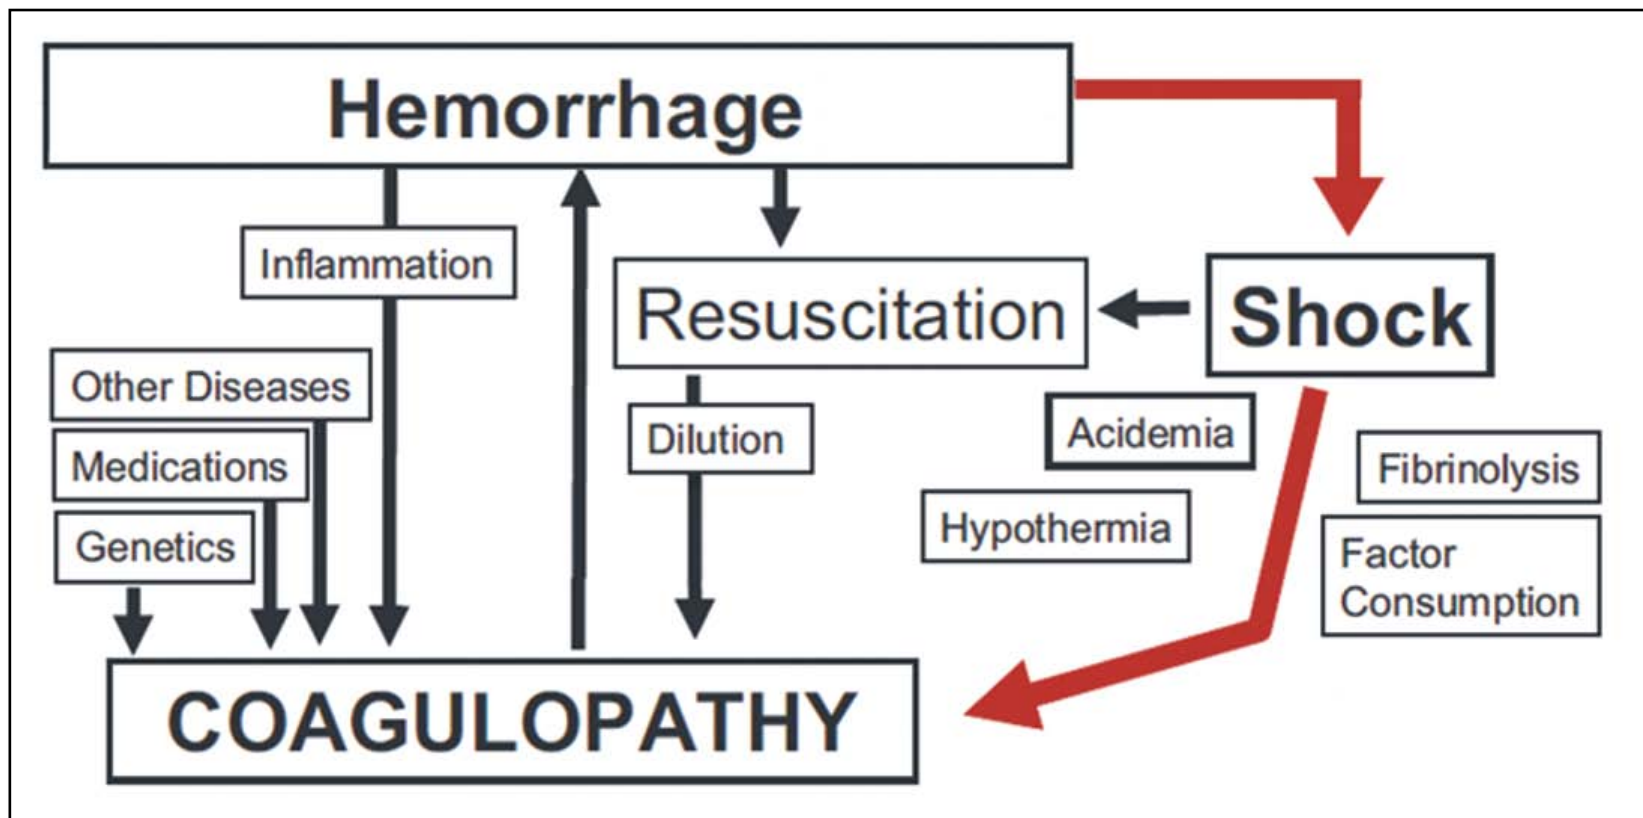 Hemorrhage
Inflammation
Resuscitation
Shock
Other Diseases
Dilution
Acidemia
Medications
Fibrinolysis
Hypothermia
Genetics
Factor
Consumption
COAGULOPATHY